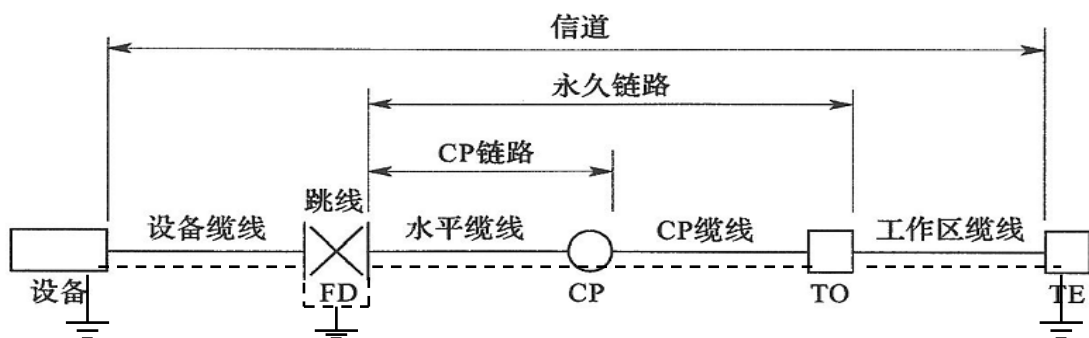 信道
永久链路
CP链路
跳线
设备缆线 水平缆线 CP缆线 工作区缆线
设备 FD CP TO TE